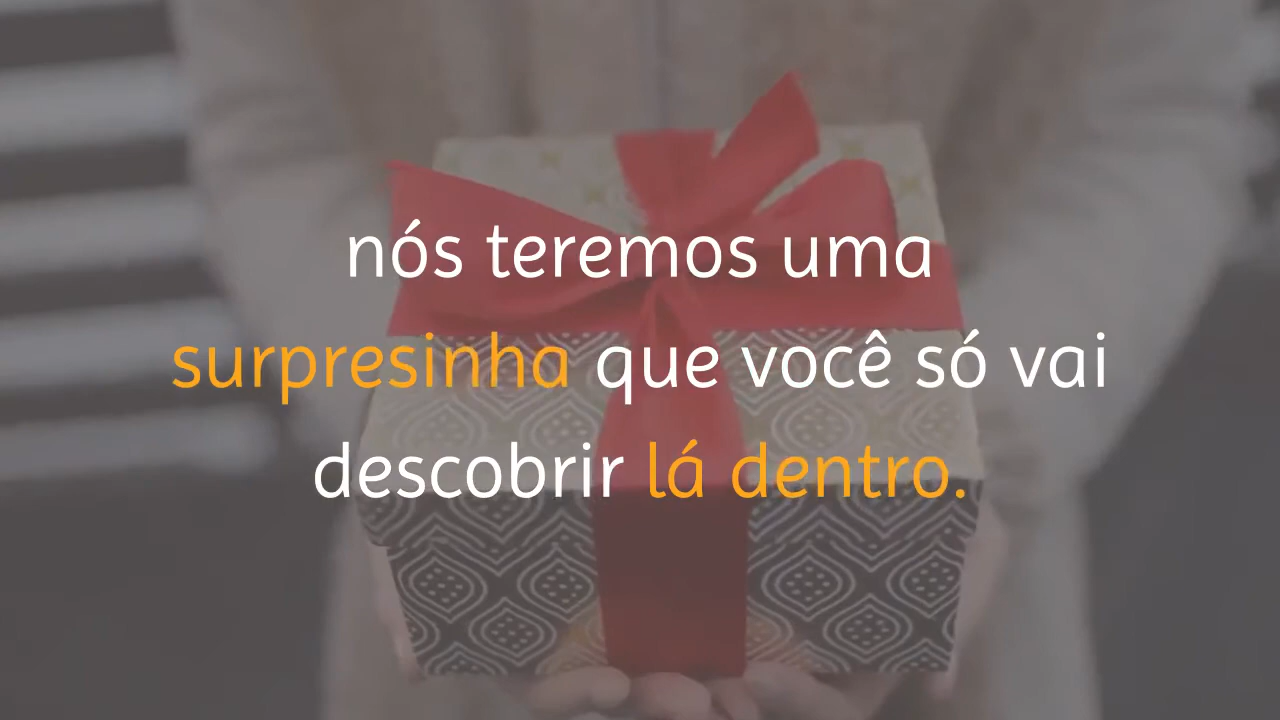 nós teremos uma
surpresinha que você só vai
descobrir lá dentro.